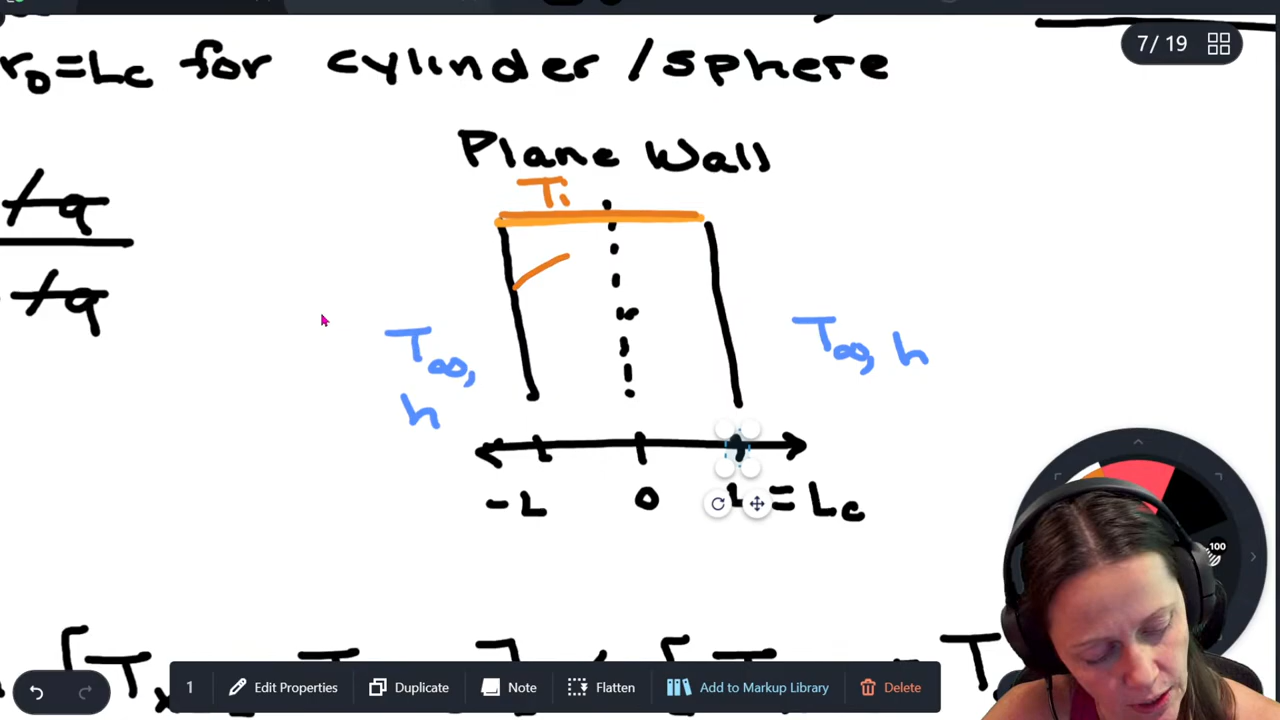 7/19
r₀=Lc for cylinder/sphere
Plane Wall
Ti
T∞,
h
T∞, h
-L 0 L = Lc
100
1 Edit Properties Duplicate Note Flatten Add to Markup Library Delete